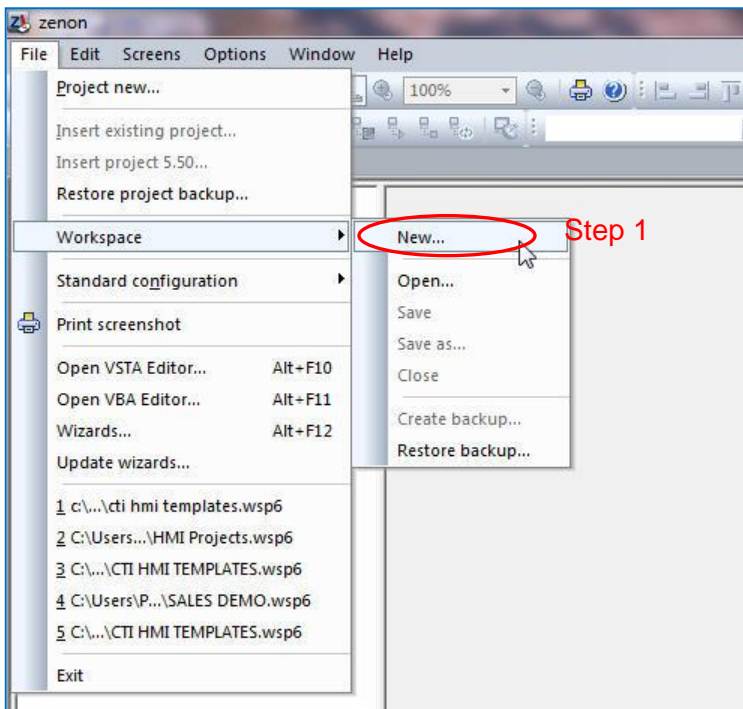 zenon
File Edit Screens Options Window Help
Project new...
100%
Insert existing project...
Insert project 5.50...
Restore project backup...
Workspace
New...
Step 1
Standard configuration
Open...
Save
Print screenshot
Save as...
Close
Open VSTA Editor... Alt+F10
Open VBA Editor... Alt+F11
Create backup...
Wizards... Alt+F12
Restore backup...
Update wizards...
1 c:\...\cti hmi templates.wsp6
2 C:\Users...\HMI Projects.wsp6
3 C:\...\CTI HMI TEMPLATES.wsp6
4 C:\Users\P...\SALES DEMO.wsp6
5 C:\...\CTI HMI TEMPLATES.wsp6
Exit